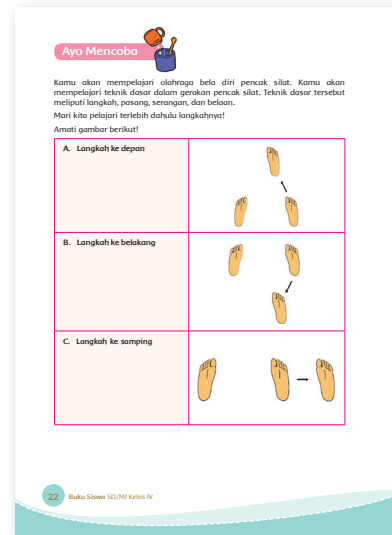 Ayo Mencoba
Kamu akan mempelajari olahraga bela diri pencak silat. Kamu akan
mempelajari teknik dasar dalam gerakan pencak silat. Teknik dasar tersebut
meliputi langkah, pasang, serangan, dan belaan.
Mari kita pelajari terlebih dahulu langkahnya!
Amati gambar berikut!
A. Langkah ke depan
B. Langkah ke belakang
C. Langkah ke samping
22 Buku Siswa SD/MI Kelas IV